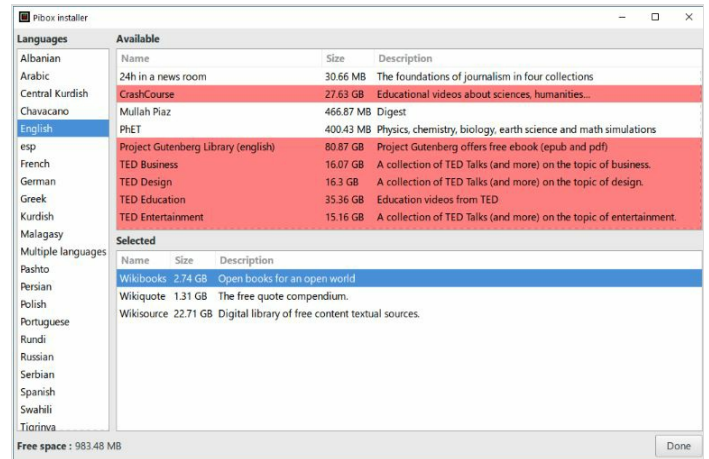 Pibox installer
Languages
Albanian
Arabic
Central Kurdish
Chavacano
English
esp
French
German
Greek
Kurdish
Malagasy
Multiple languages
Pashto
Persian
Polish
Portuguese
Rundi
Russian
Serbian
Spanish
Swahili
Tigrinya
Available
Name Size Description
24h in a news room 30.66 MB The foundations of journalism in four collections
CrashCourse 27.63 GB Educational videos about sciences, humanities...
Mullah Piaz 466.87 MB Digest
PhET 400.43 MB Physics, chemistry, biology, earth science and math simulations
Project Gutenberg Library (english) 80.87 GB Project Gutenberg offers free ebook (epub and pdf)
TED Business 16.07 GB A collection of TED Talks (and more) on the topic of business.
TED Design 16.3 GB A collection of TED Talks (and more) on the topic of design.
TED Education 35.36 GB Education videos from TED
TED Entertainment 15.16 GB A collection of TED Talks (and more) on the topic of entertainment.
Selected
Name Size Description
Wikibooks 2.74 GB Open books for an open world
Wikiquote 1.31 GB The free quote compendium.
Wikisource 22.71 GB Digital library of free content textual sources.
Free space : 983.48 MB
Done